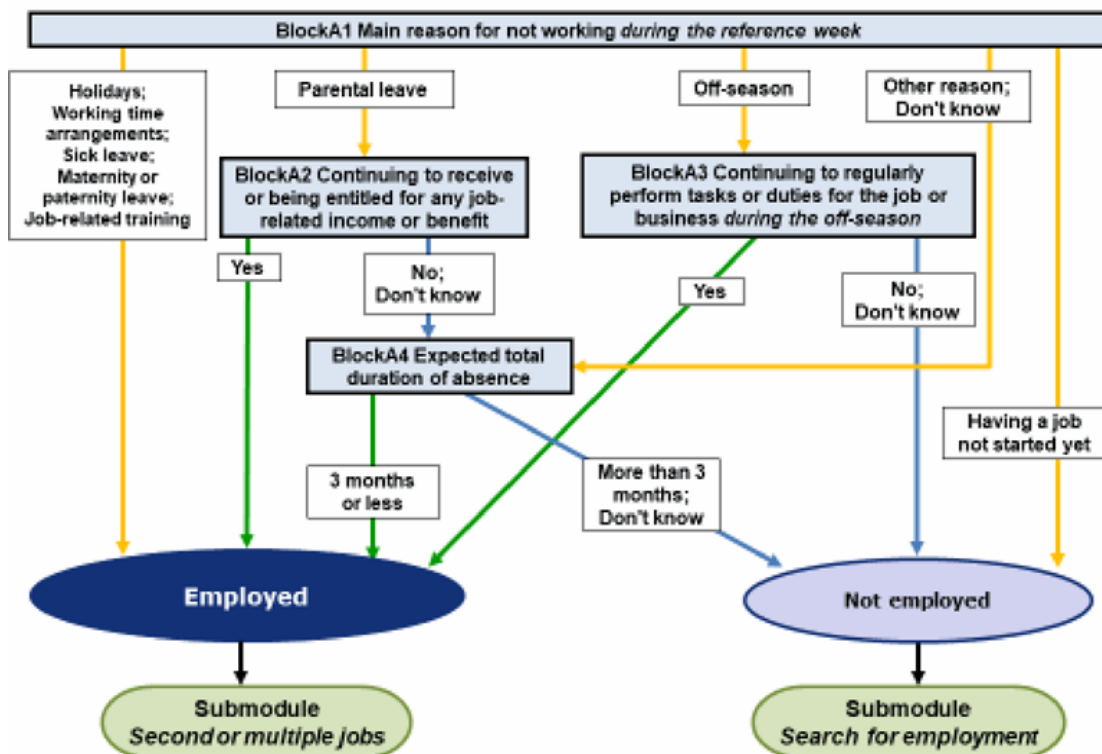 BlockA1 Main reason for not working during the reference week
Holidays;
Working time
arrangements;
Sick leave;
Maternity or
paternity leave;
Job-related training
Parental leave
Off-season
Other reason;
Don't know
BlockA2 Continuing to receive
or being entitled for any job-
related income or benefit
BlockA3 Continuing to regularly
perform tasks or duties for the job or
business during the off-season
Yes
No;
Don't know
Yes
No;
Don't know
BlockA4 Expected total
duration of absence
Having a job
not started yet
3 months
or less
More than 3
months;
Don't know
Employed
Not employed
Submodule
Second or multiple jobs
Submodule
Search for employment